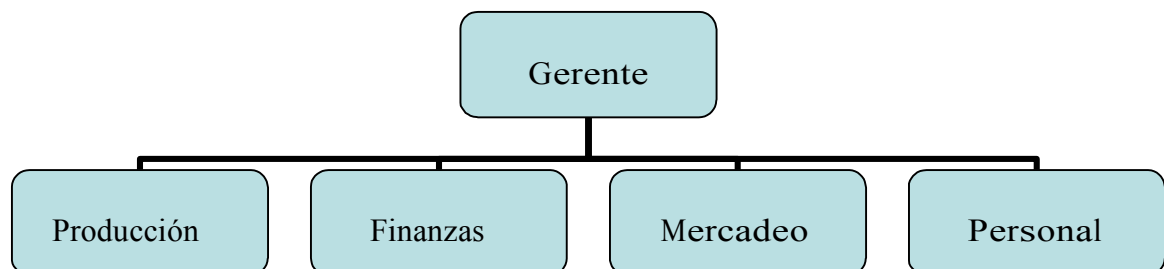 Gerente
Producción
Finanzas
Mercadeo
Personal